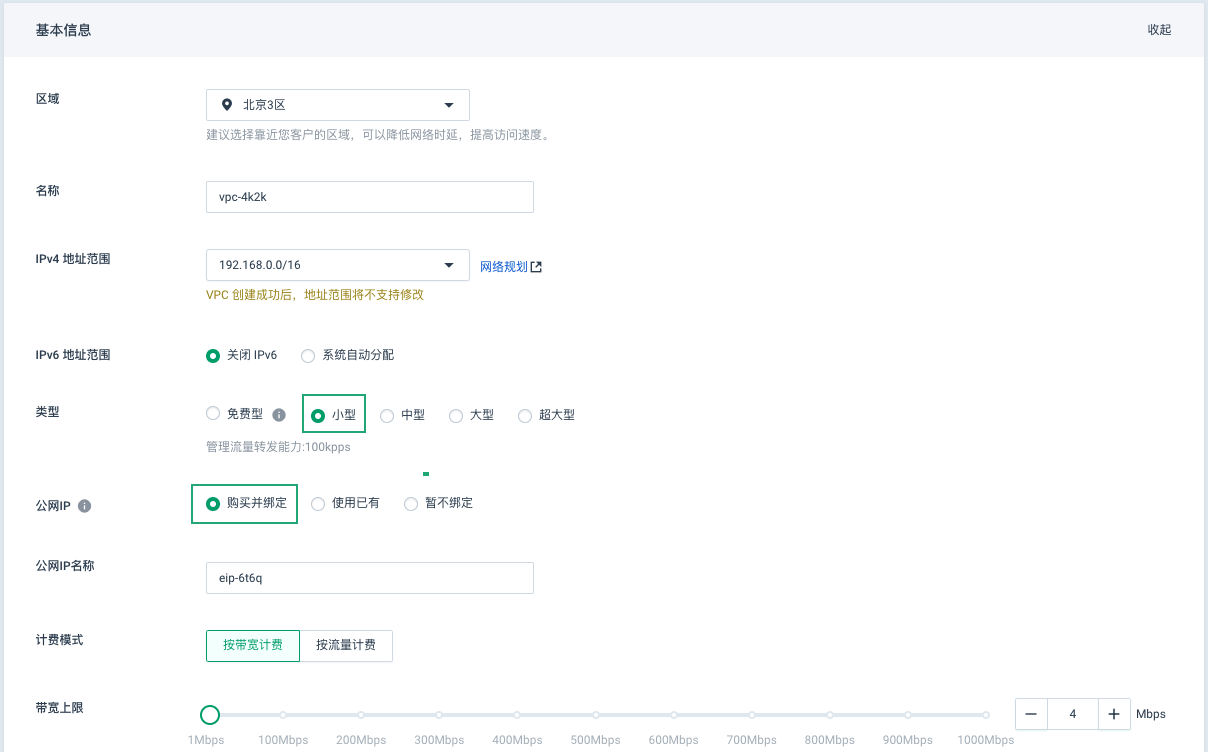 基本信息 收起
区域 北京3区
建议选择靠近您客户的区域，可以降低网络时延，提高访问速度。
名称 vpc-4k2k
IPv4 地址范围 192.168.0.0/16 网络规划
VPC 创建成功后，地址范围将不支持修改
IPv6 地址范围 关闭 IPv6 系统自动分配
类型 免费型 小型 中型 大型 超大型
管理流量转发能力:100kpps
公网IP 购买并绑定 使用已有 暂不绑定
公网IP名称 eip-6t6q
计费模式 按带宽计费 按流量计费
带宽上限 4 Mbps
1Mbps 100Mbps 200Mbps 300Mbps 400Mbps 500Mbps 600Mbps 700Mbps 800Mbps 900Mbps 1000Mbps